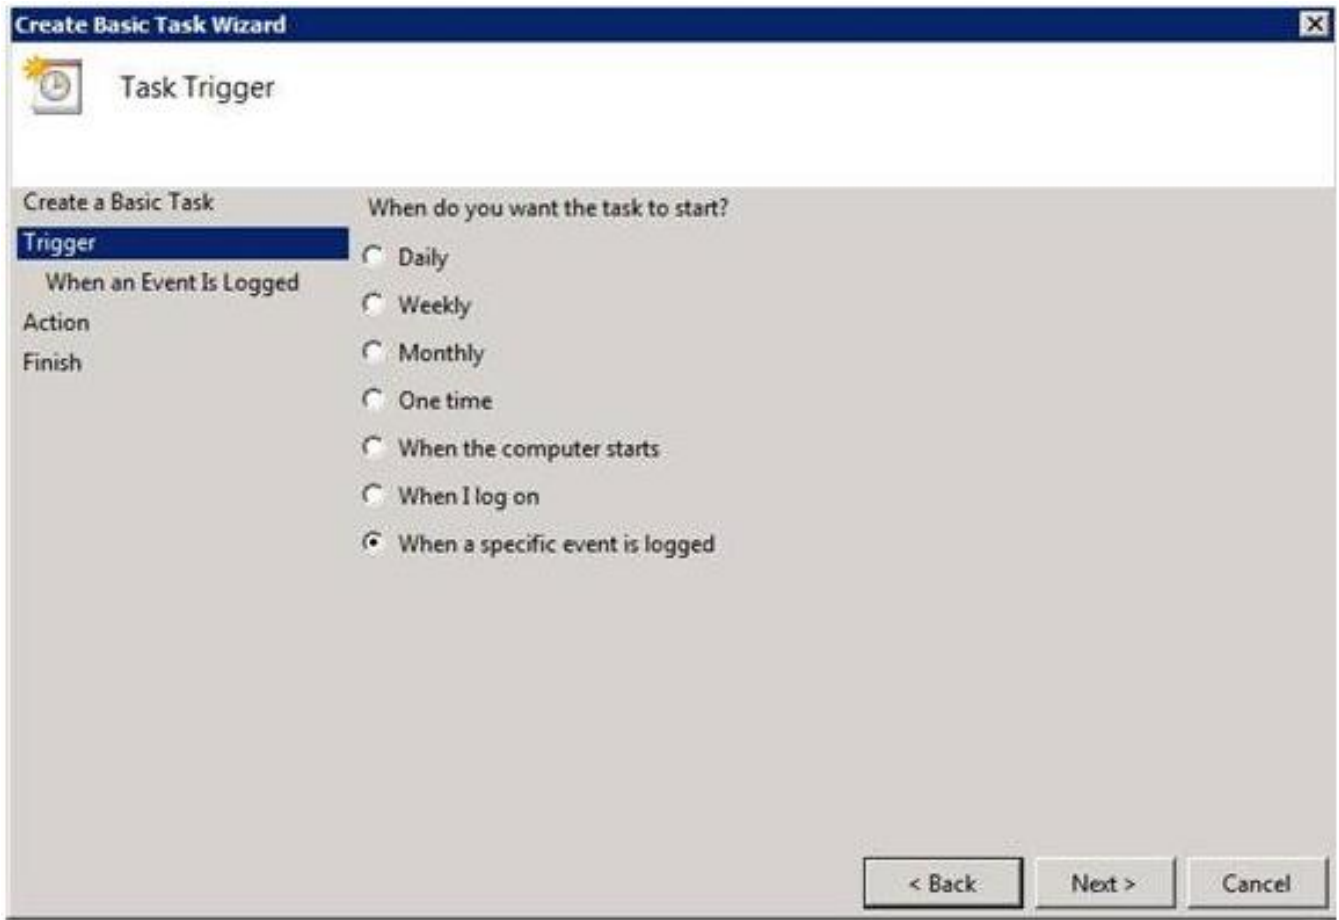 Create Basic Task Wizard
Task Trigger
Create a Basic Task
Trigger
When an Event Is Logged
Action
Finish
When do you want the task to start?
Daily
Weekly
Monthly
One time
When the computer starts
When I log on
When a specific event is logged
< Back
Next >
Cancel